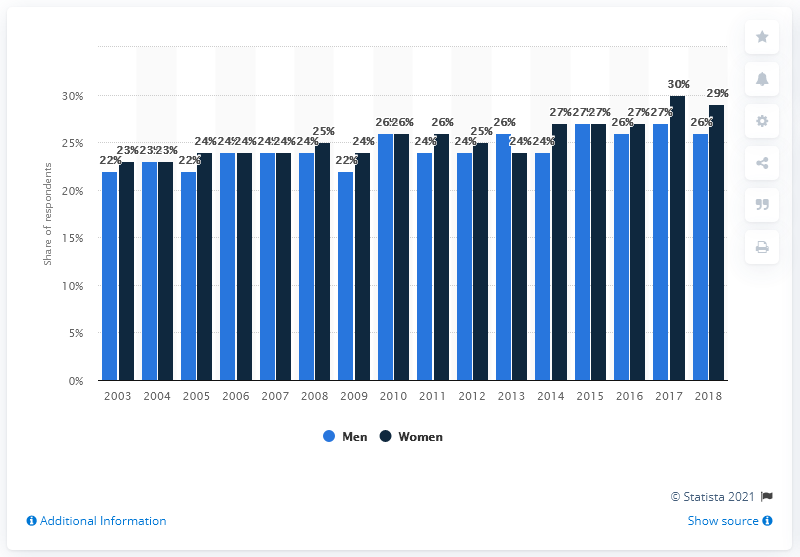 30%
25%
20%
15%
10%
5%
0%
Share of respondents
22% 23% 23% 23% 22% 24% 24% 24% 24% 24% 24% 25% 22% 24% 26% 26% 24% 26% 24% 25% 26% 24% 24% 27% 27% 27% 26% 27% 27% 30% 26% 29%
2003 2004 2005 2006 2007 2008 2009 2010 2011 2012 2013 2014 2015 2016 2017 2018
Men Women
© Statista 2021
Additional Information
Show source